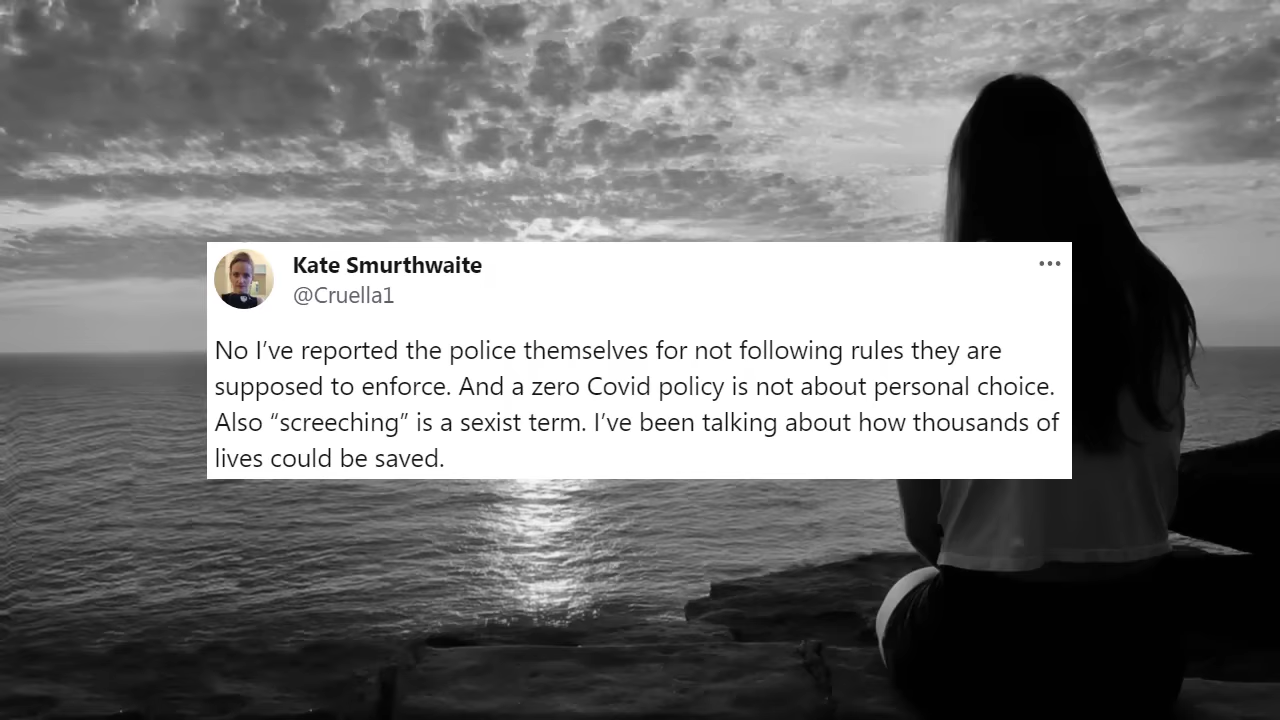 Kate Smurthwaite
@Cruella1
No I’ve reported the police themselves for not following rules they are
supposed to enforce. And a zero Covid policy is not about personal choice.
Also “screeching” is a sexist term. I’ve been talking about how thousands of
lives could be saved.